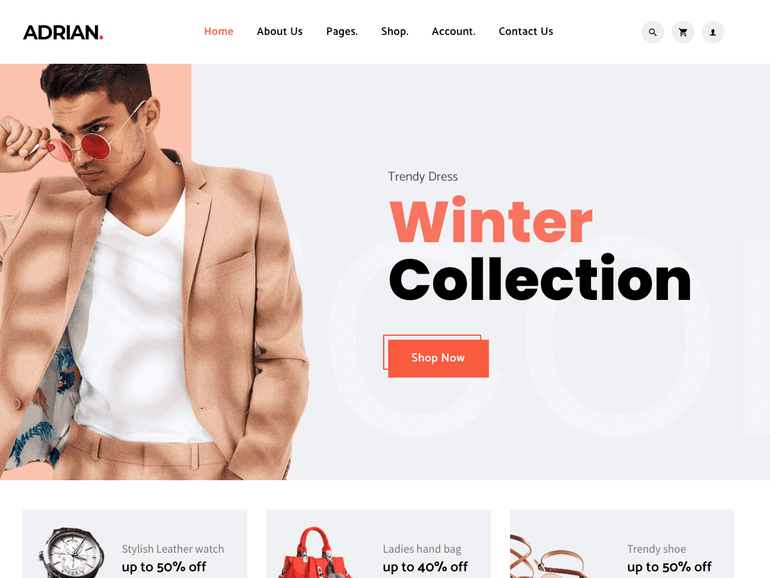 ADRIAN.
Home About Us Pages. Shop. Account. Contact Us
Trendy Dress
Winter
Collection
Shop Now
Stylish Leather watch
up to 50% off
Ladies hand bag
up to 40% off
Trendy shoe
up to 50% off